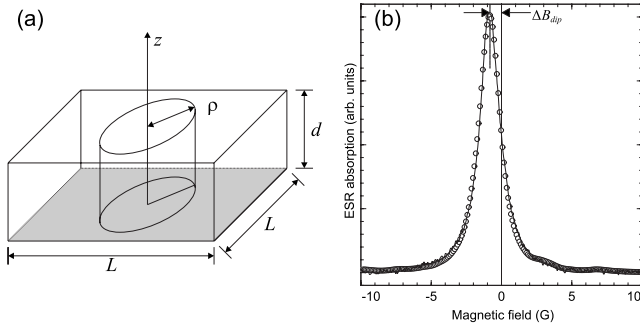 (a)
z
ρ
d
L
L
(b)
ΔB_dip
ESR absorption (arb. units)
-10 -5 0 5 10
Magnetic field (G)